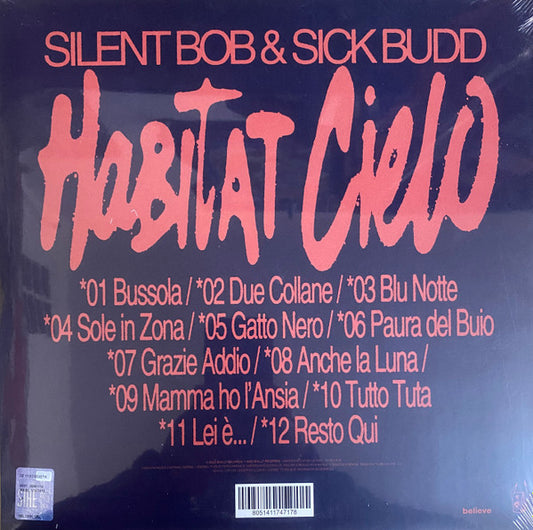 SILENT BOB & SICK BUDD
HABITAT CIELO
*01 Bussola / *02 Due Collane / *03 Blu Notte
*04 Sole in Zona / *05 Gatto Nero / *06 Paura del Buio
*07 Grazie Addio / *08 Anche la Luna /
*09 Mamma ho l'Ansia / *10 Tutto Tuta
*11 Lei è... / *12 Resto Qui
8051411747178
believe